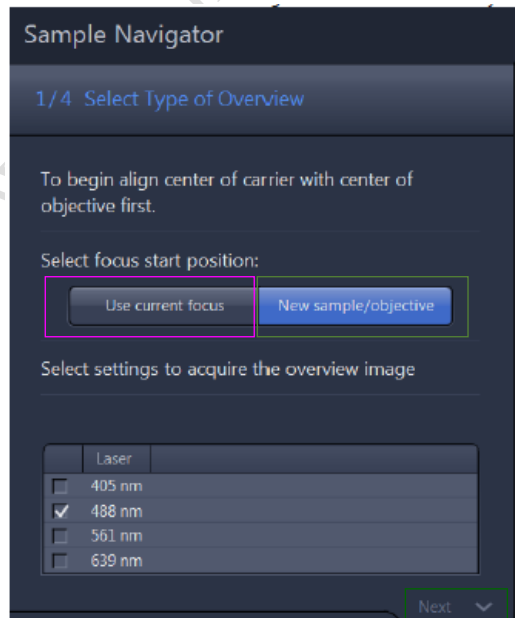 Sample Navigator
1/4 Select Type of Overview
To begin align center of carrier with center of
objective first.
Select focus start position:
Use current focus New sample/objective
Select settings to acquire the overview image
Laser
405 nm
488 nm
561 nm
639 nm
Next